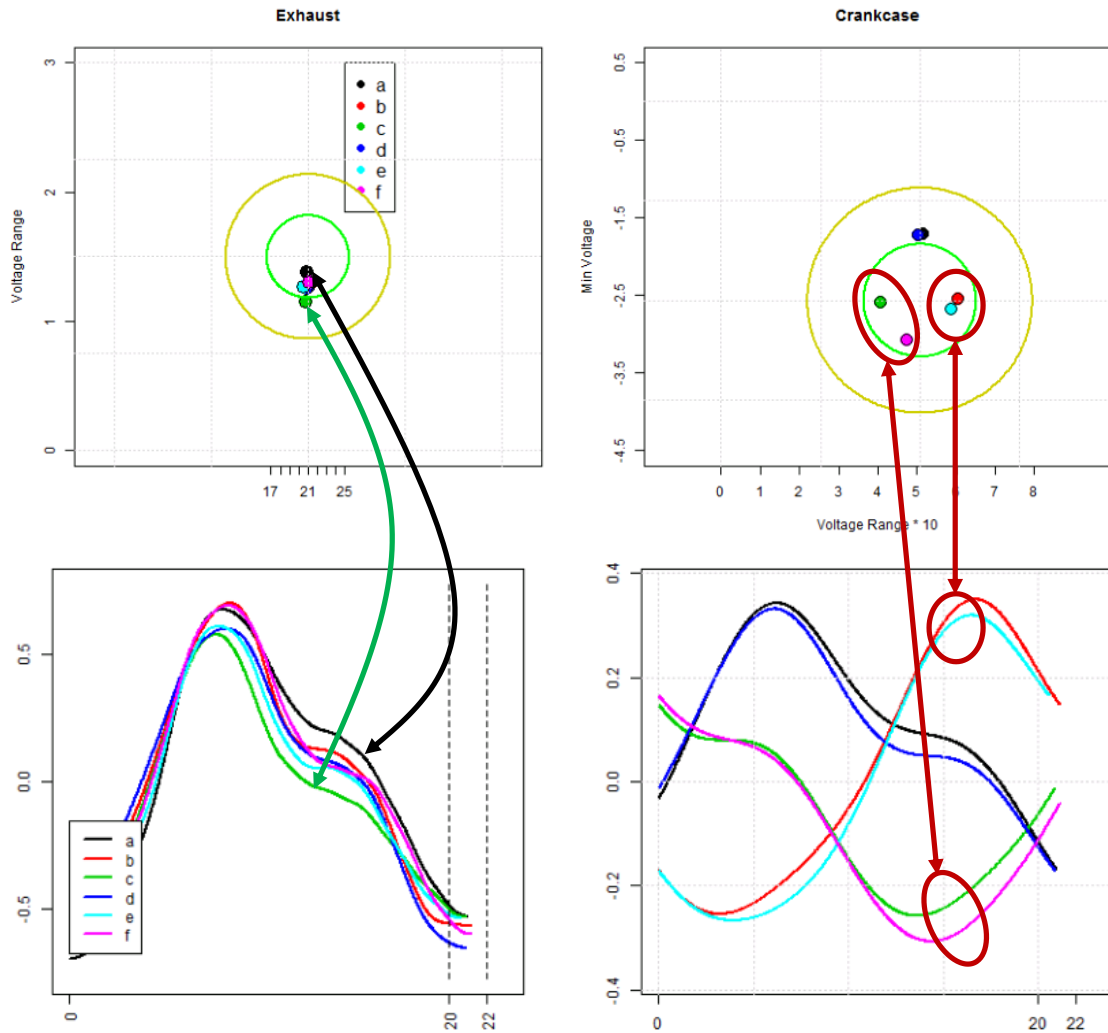 Exhaust
Voltage Range
3
2
1
0
a
b
c
d
e
f
17 21 25
Crankcase
Min Voltage
0.5
-0.5
-1.5
-2.5
-3.5
-4.5
0 1 2 3 4 5 6 7 8
Voltage Range * 10
0.5
0.0
-0.5
a
b
c
d
e
f
0 20 22
0.4
0.2
0.0
-0.2
-0.4
0 20 22